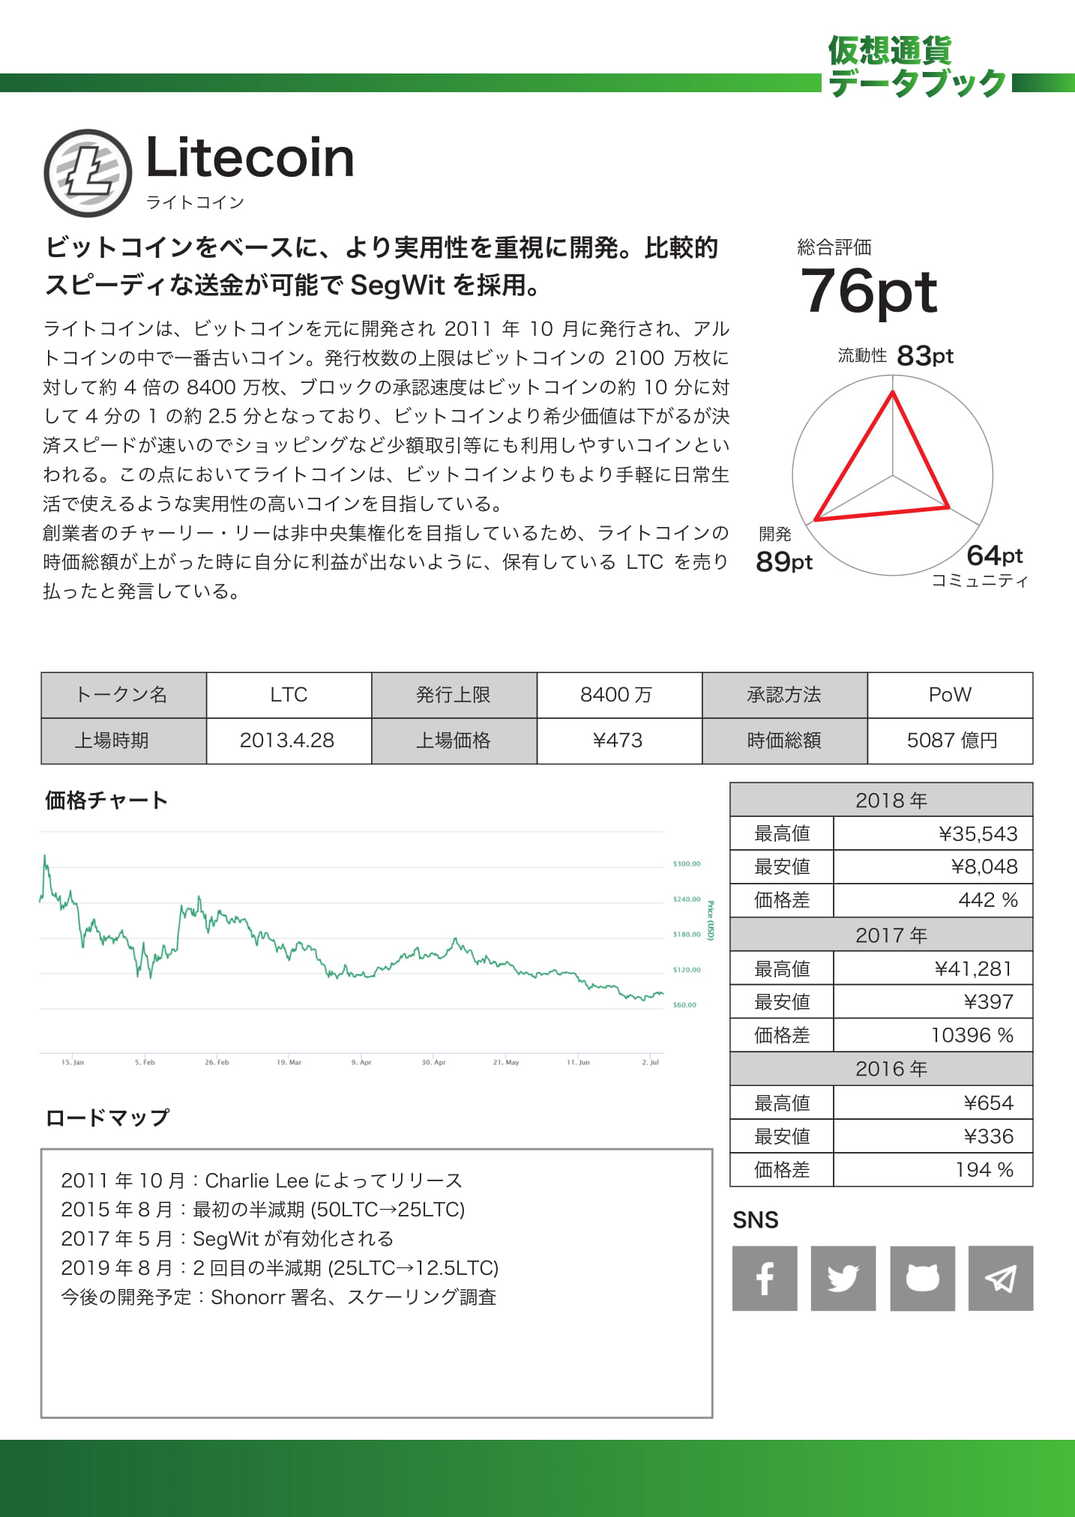 仮想通貨
データブック
Litecoin
ライトコイン
ビットコインをベースに、より実用性を重視に開発。比較的
スピーディな送金が可能で SegWit を採用。
ライトコインは、ビットコインを元に開発され 2011 年 10 月に発行され、アル
トコインの中で一番古いコイン。発行枚数の上限はビットコインの 2100 万枚に
対して約 4 倍の 8400 万枚、ブロックの承認速度はビットコインの約 10 分に対
して 4 分の 1 の約 2.5 分となっており、ビットコインより希少価値は下がるが決
済スピードが速いのでショッピングなど少額取引等にも利用しやすいコインとい
われる。この点においてライトコインは、ビットコインよりもより手軽に日常生
活で使えるような実用性の高いコインを目指している。
創業者のチャーリー・リーは非中央集権化を目指しているため、ライトコインの
時価総額が上がった時に自分に利益が出ないように、保有している LTC を売り
払ったと発言している。
総合評価
76pt
流動性 83pt
開発
89pt
64pt
コミュニティ
トークン名 LTC 発行上限 8400 万 承認方法 PoW
上場時期 2013.4.28 上場価格 ¥473 時価総額 5087 億円
価格チャート
$300.00
$240.00
$180.00
$120.00
$60.00
Price (USD)
15. Jan 5. Feb 26. Feb 19. Mar 9. Apr 30. Apr 21. May 11. Jun 2. Jul
2018 年
最高値 ¥35,543
最安値 ¥8,048
価格差 442 %
2017 年
最高値 ¥41,281
最安値 ¥397
価格差 10396 %
2016 年
最高値 ¥654
最安値 ¥336
価格差 194 %
ロードマップ
2011 年 10 月：Charlie Lee によってリリース
2015 年 8 月：最初の半減期 (50LTC→25LTC)
2017 年 5 月：SegWit が有効化される
2019 年 8 月：2 回目の半減期 (25LTC→12.5LTC)
今後の開発予定：Shonorr 署名、スケーリング調査
SNS